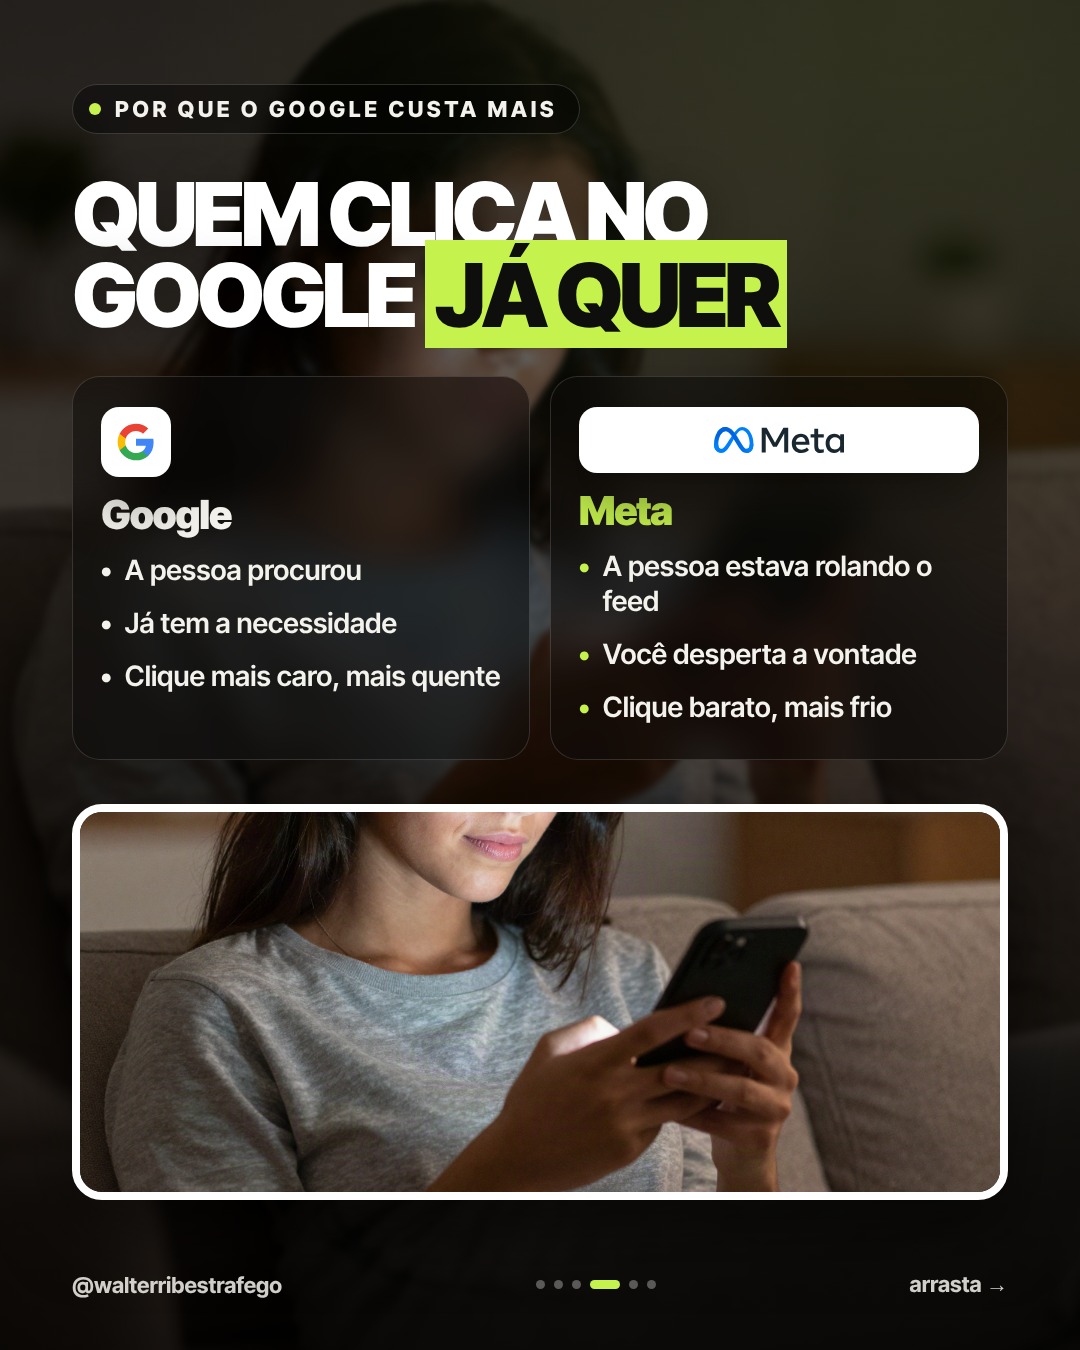 POR QUE O GOOGLE CUSTA MAIS
QUEM CLICA NO
GOOGLE JÁ QUER
Google
• A pessoa procurou
• Já tem a necessidade
• Clique mais caro, mais quente
Meta
Meta
• A pessoa estava rolando o
feed
• Você desperta a vontade
• Clique barato, mais frio
@walterribestrafego
arrasta →